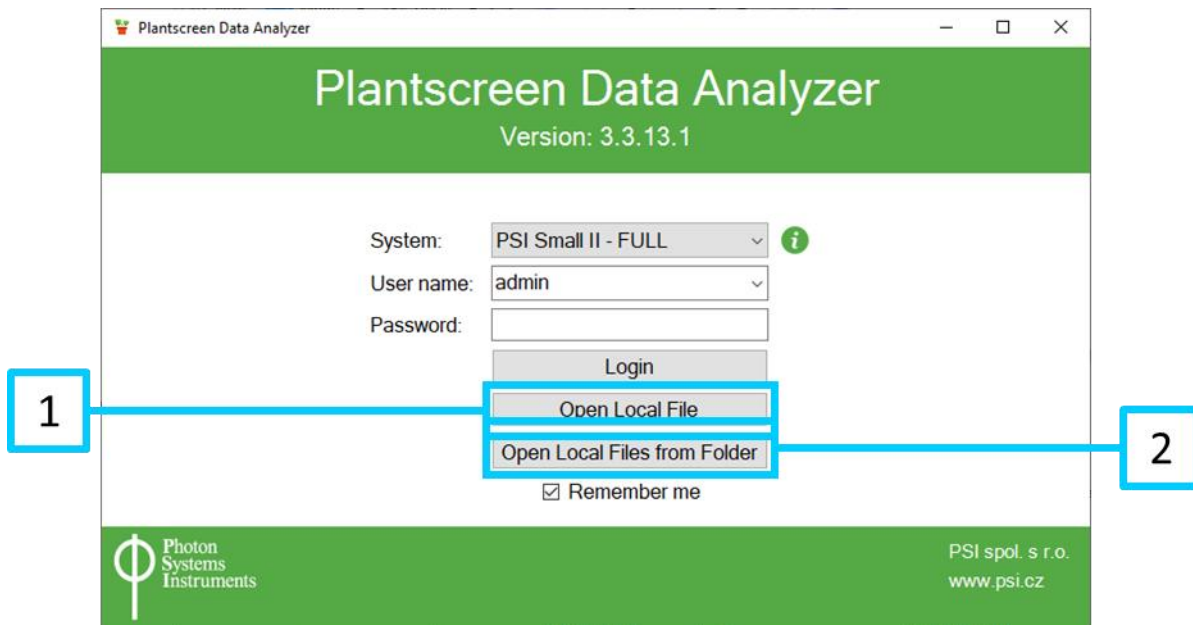 Plantscreen Data Analyzer
Plantscreen Data Analyzer
Version: 3.3.13.1
System: PSI Small II - FULL
User name: admin
Password:
Login
1
Open Local File
Open Local Files from Folder
2
Remember me
Photon
Systems
Instruments
PSI spol. s r.o.
www.psi.cz